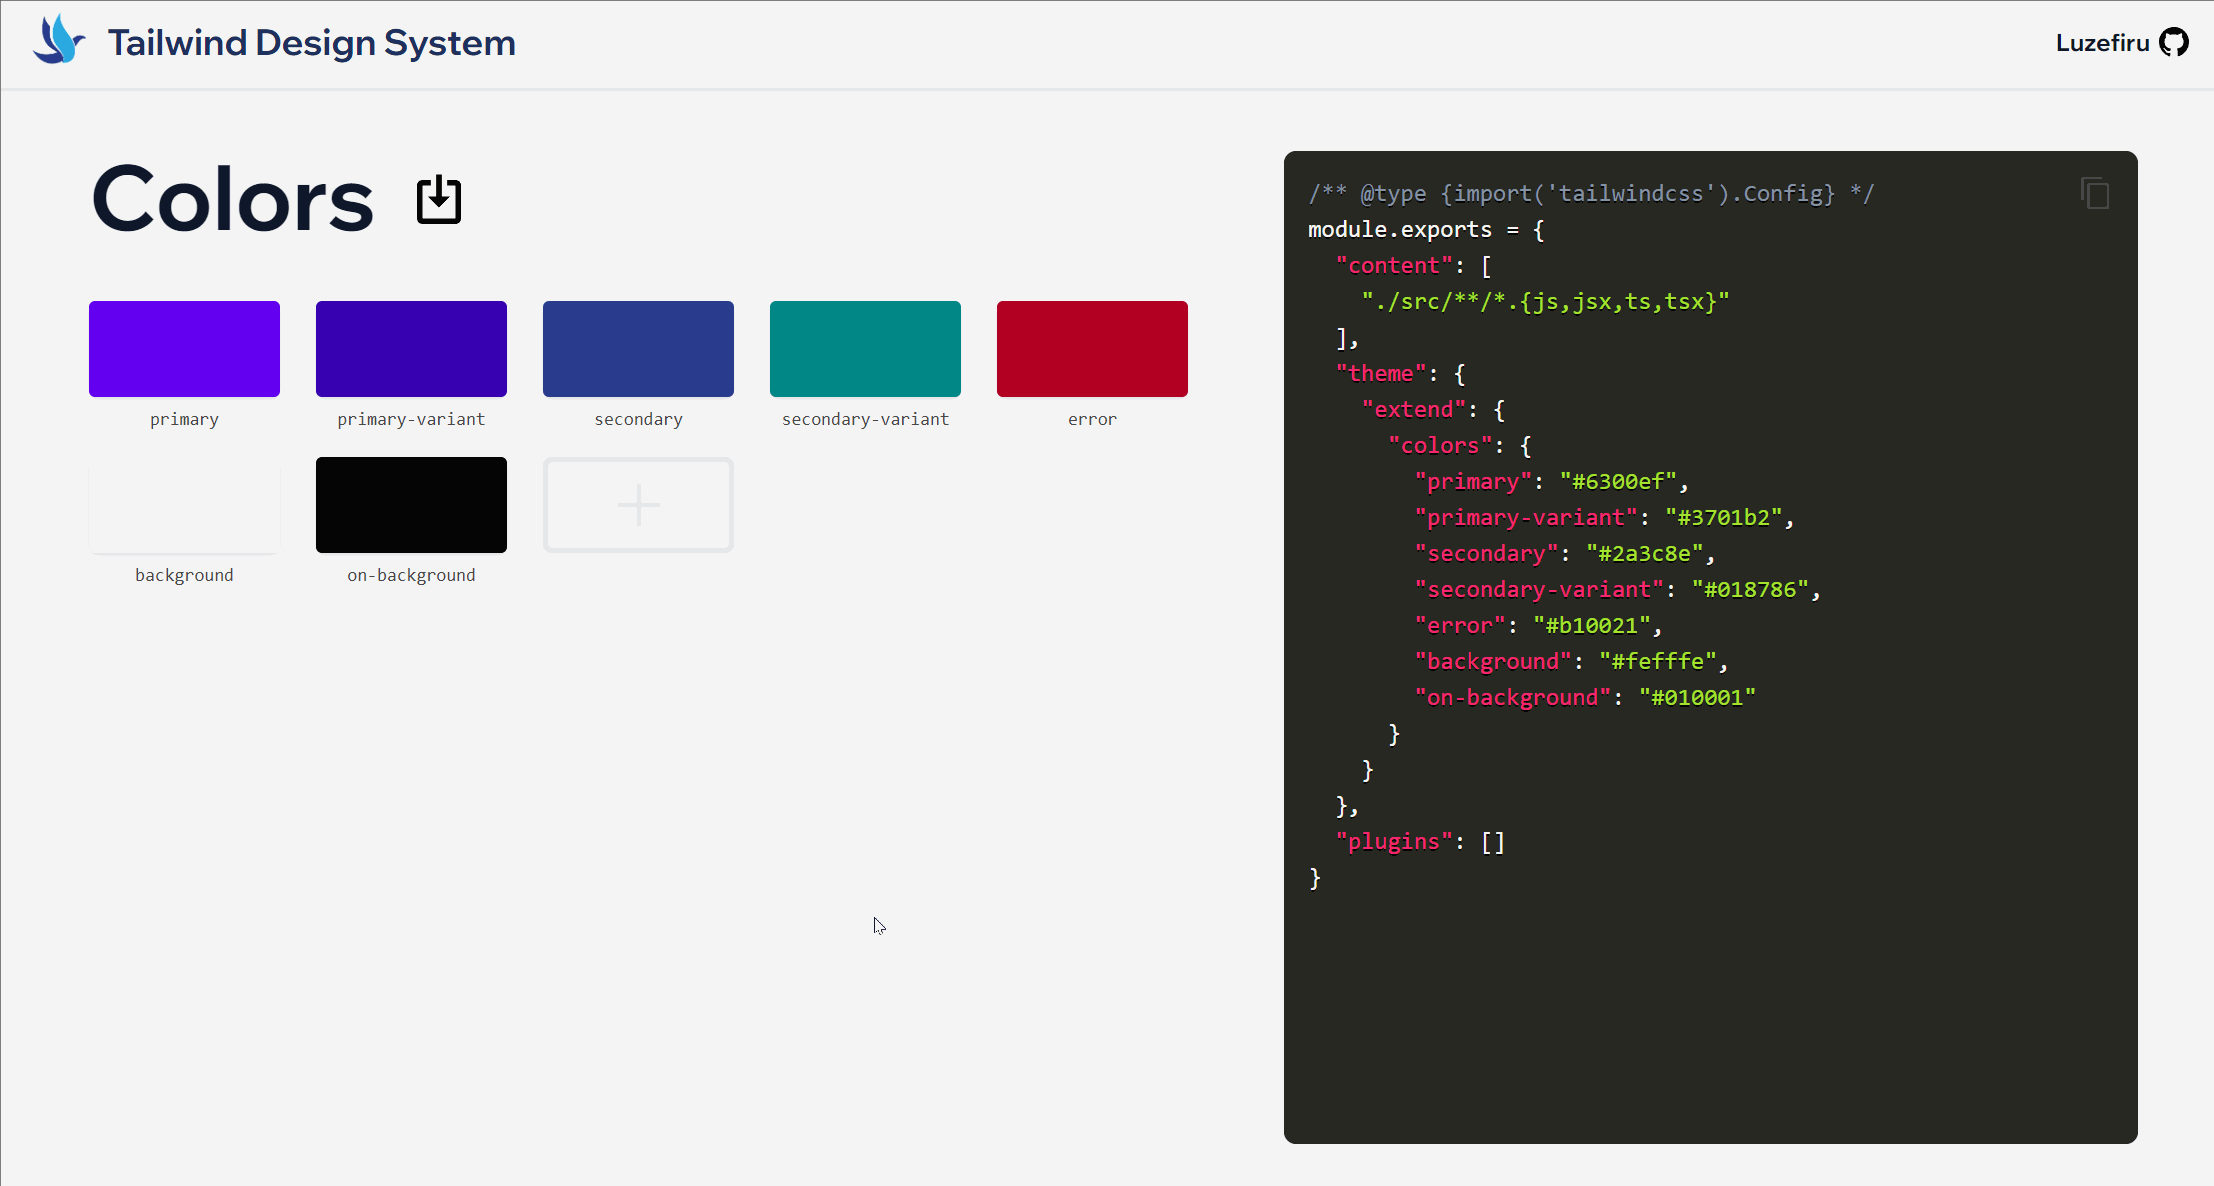 Tailwind Design System
Luzefiru
Colors
primary
primary-variant
secondary
secondary-variant
error
background
on-background
/** @type {import('tailwindcss').Config} */
module.exports = {
  "content": [
    "./src/**/*.{js,jsx,ts,tsx}"
  ],
  "theme": {
    "extend": {
      "colors": {
        "primary": "#6300ef",
        "primary-variant": "#3701b2",
        "secondary": "#2a3c8e",
        "secondary-variant": "#018786",
        "error": "#b10021",
        "background": "#fefffe",
        "on-background": "#010001"
      }
    }
  },
  "plugins": []
}